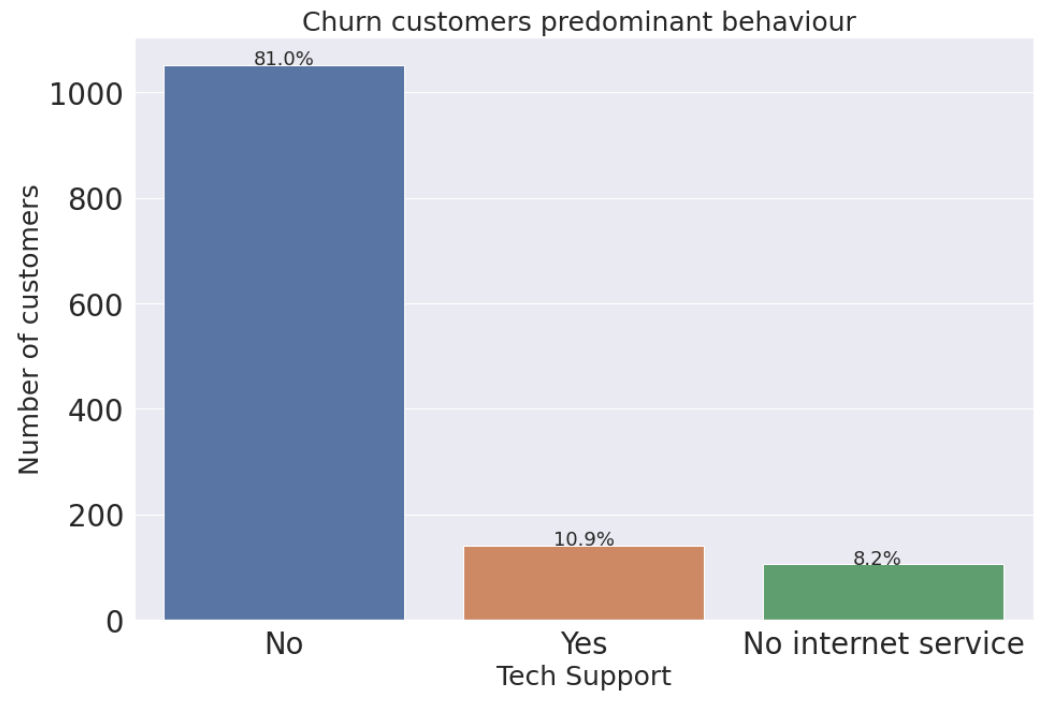 Churn customers predominant behaviour
81.0%
1000
800
600
400
200
0
Number of customers
10.9%
8.2%
No
Yes
No internet service
Tech Support